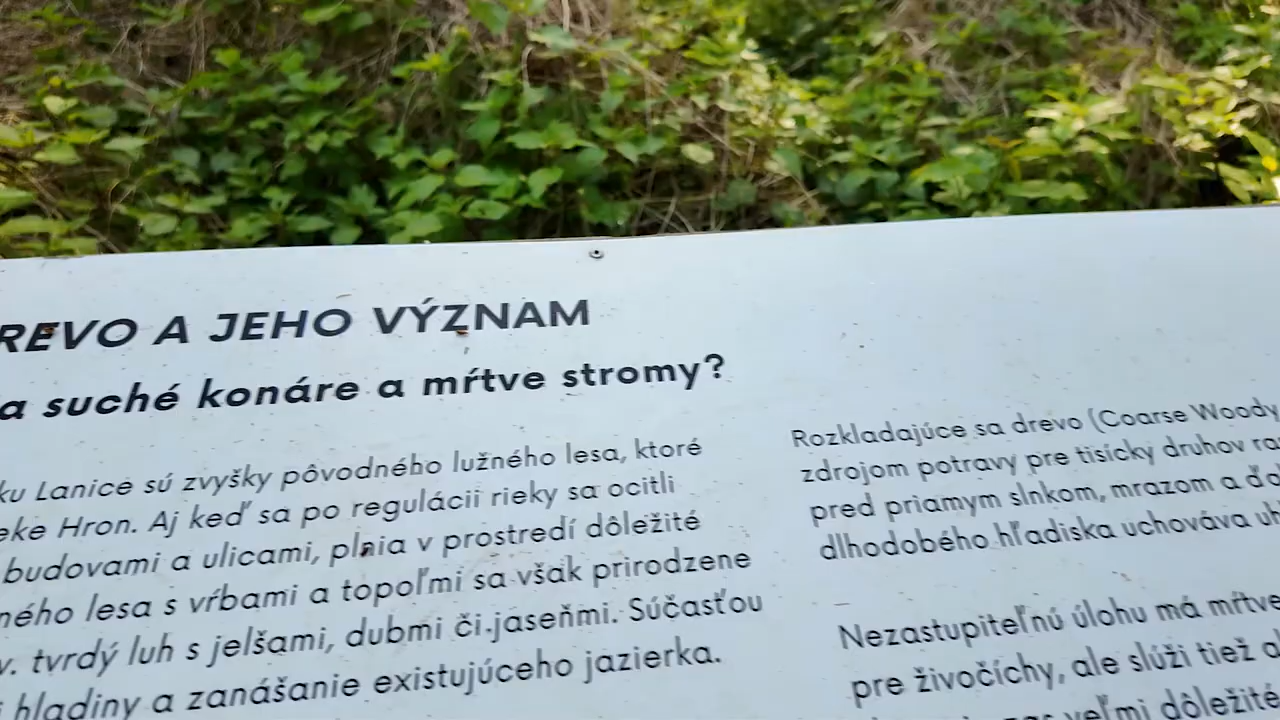 REVO A JEHO VÝZNAM
a suché konáre a mŕtve stromy?
ku Lanice sú zvyšky pôvodného lužného lesa, ktoré
eke Hron. Aj keď sa po regulácii rieky sa ocitli
budovami a ulicami, plnia v prostredí dôležité
ného lesa s vŕbami a topoľmi sa však prirodzene
v. tvrdý luh s jelšami, dubmi či jaseňmi. Súčasťou
hladiny a zanášanie existujúceho jazierka.
Rozkladajúce sa drevo (Coarse Woody
zdrojom potravy pre tisícky druhov
pred priamym slnkom, mrazom a
dlhodobého hľadiska uchováva
Nezastupiteľnú úlohu má mŕtve
pre živočíchy, ale slúži tiež
veľmi dôležité